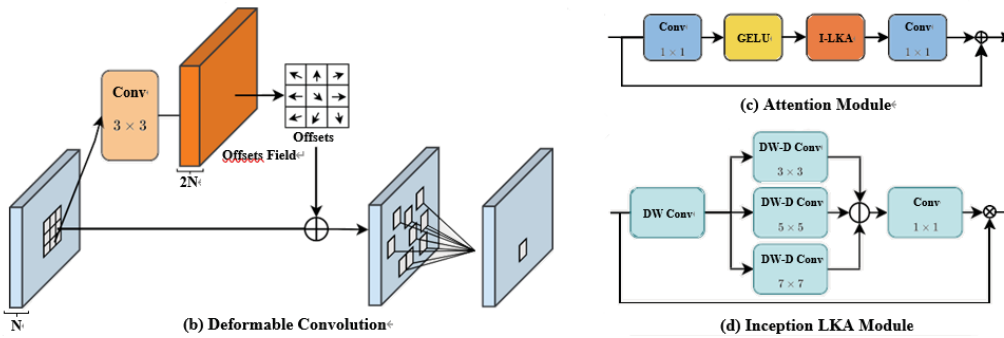 Conv
3 × 3
2N
Offsets
Offsets Field
N
(b) Deformable Convolution
Conv
1 × 1
GELU
I-LKA
Conv
1 × 1
(c) Attention Module
DW Conv
DW-D Conv
3 × 3
DW-D Conv
5 × 5
DW-D Conv
7 × 7
Conv
1 × 1
(d) Inception LKA Module